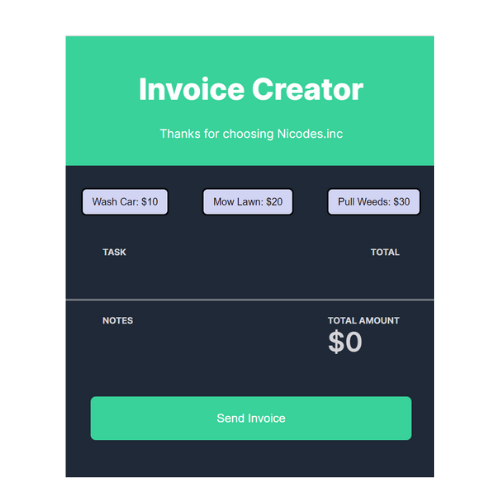 Invoice Creator
Thanks for choosing Nicodes.inc
Wash Car: $10 Mow Lawn: $20 Pull Weeds: $30
TASK TOTAL
NOTES TOTAL AMOUNT
$0
Send Invoice